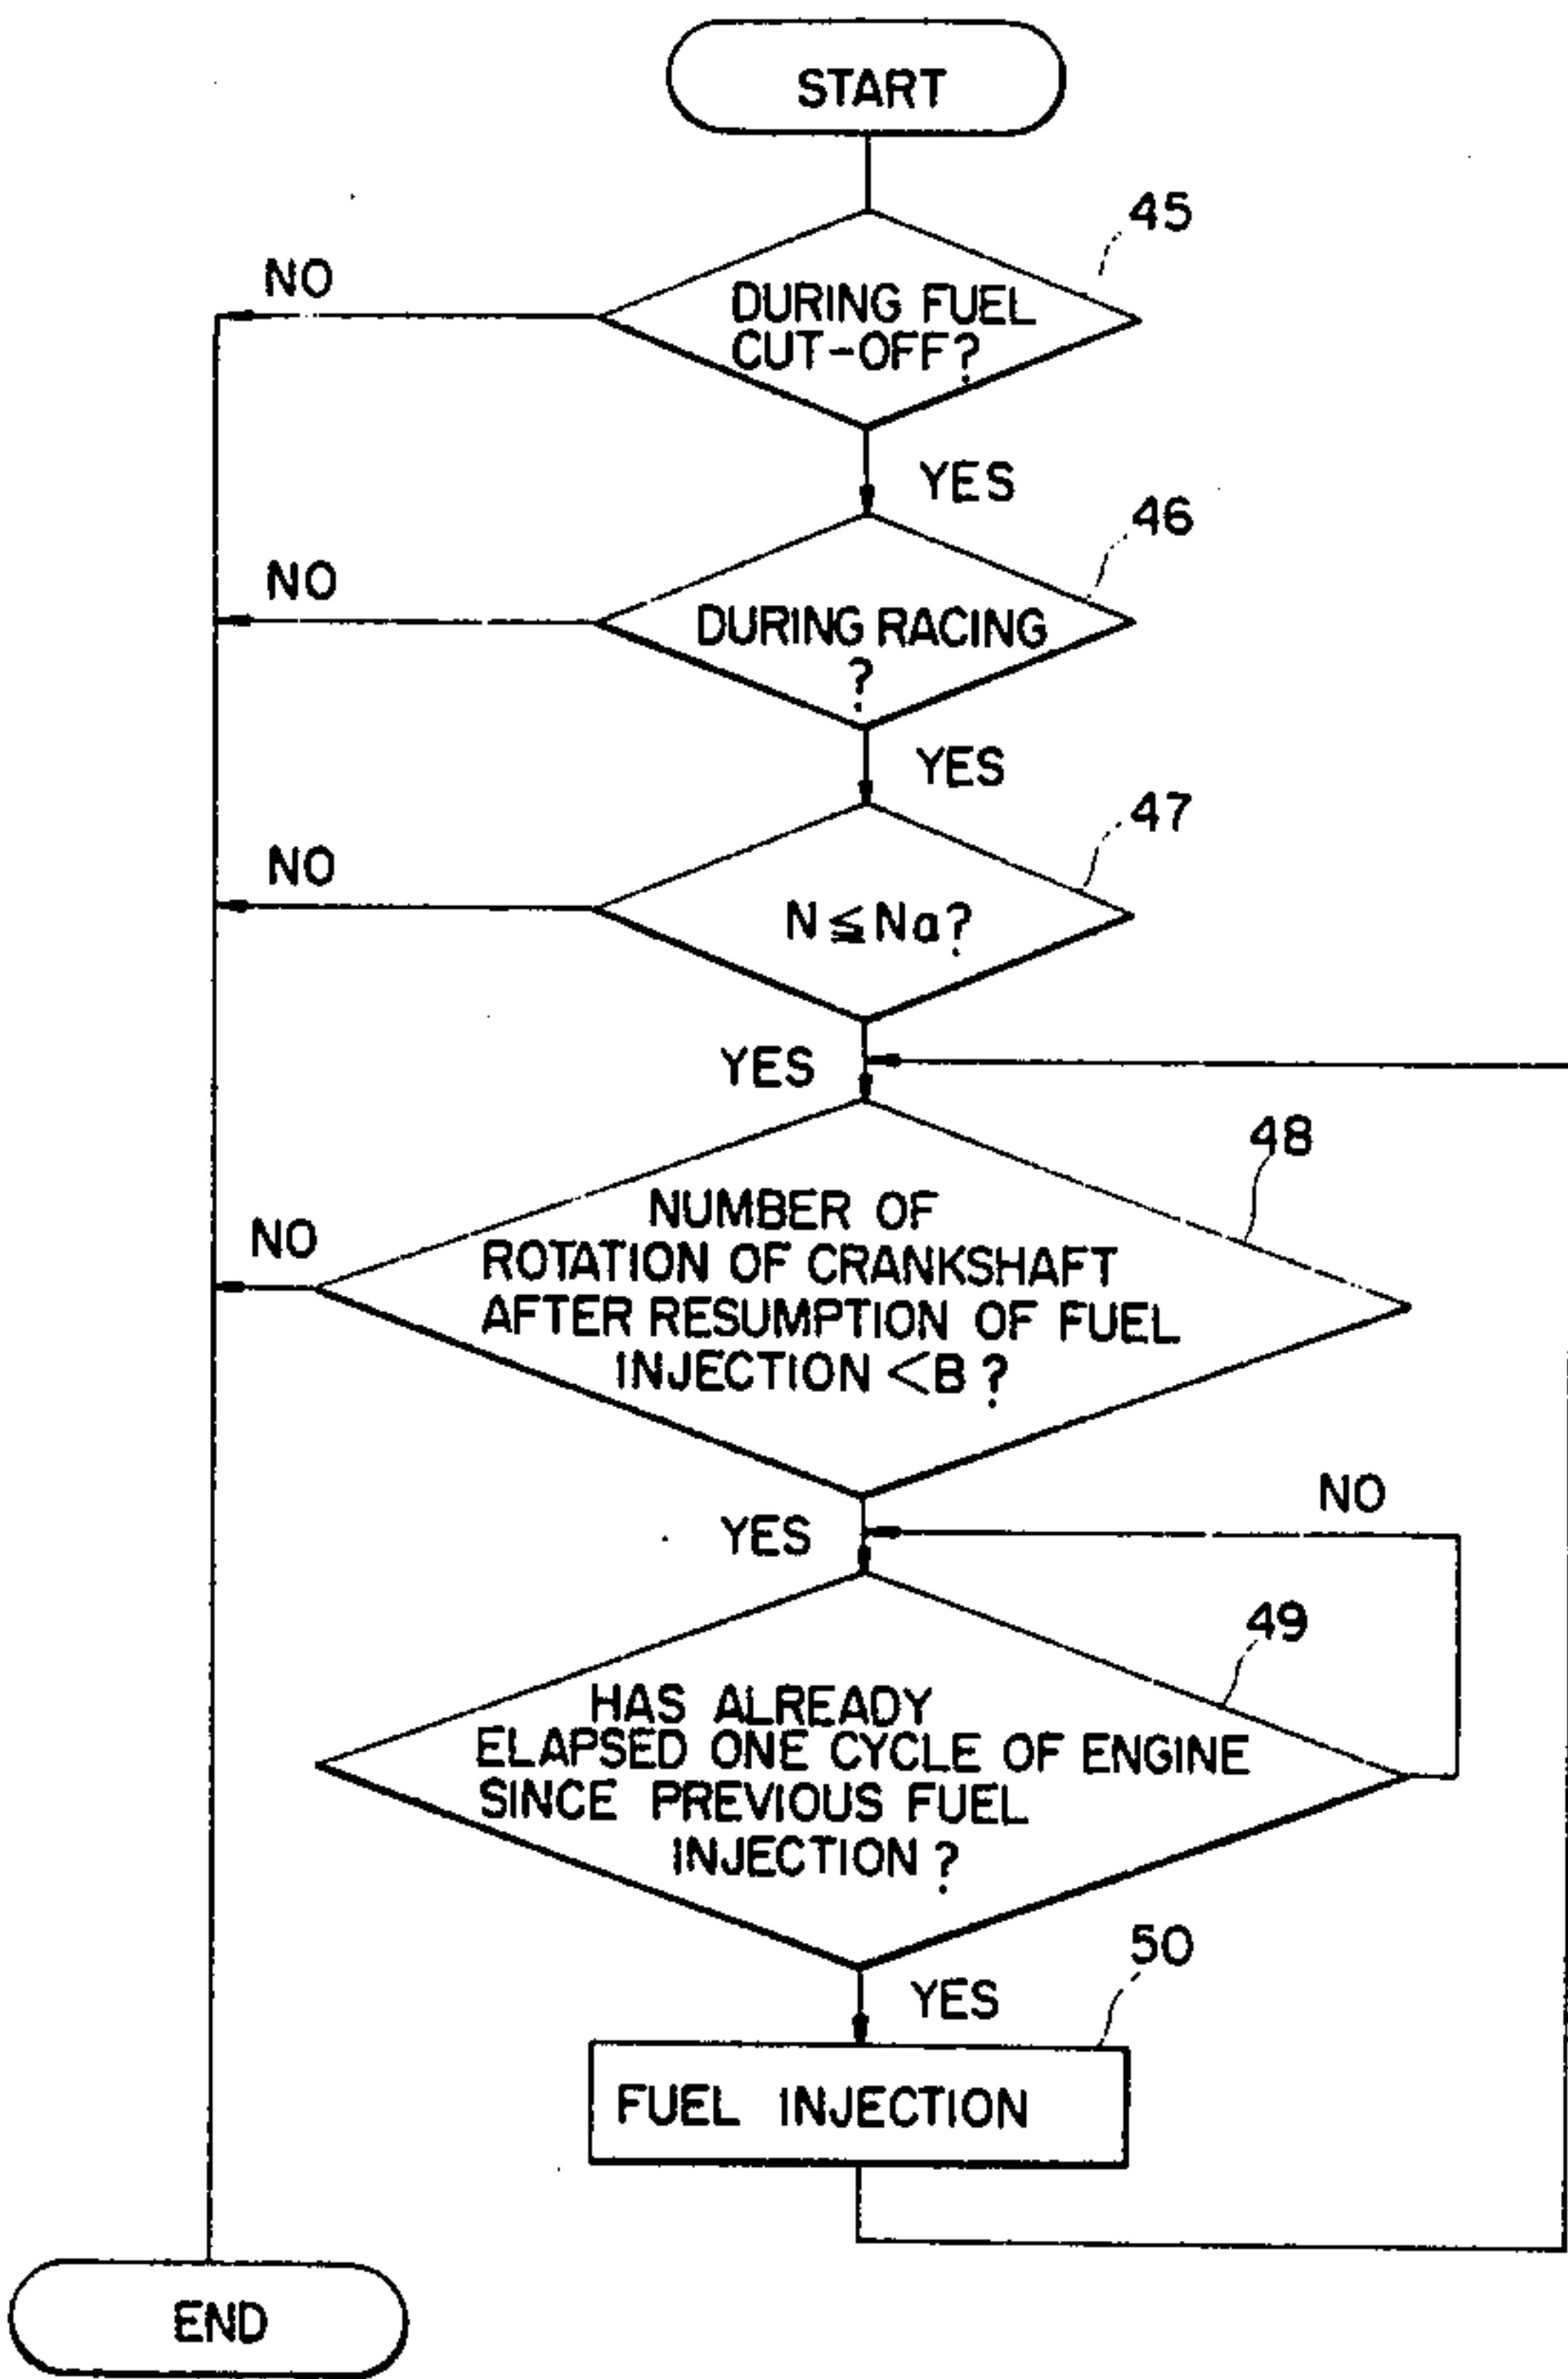 START
45
NO
DURING FUEL
CUT-OFF?
YES
46
NO
DURING RACING
?
YES
47
NO
N≦Na?
YES
48
NUMBER OF
NO
ROTATION OF CRANKSHAFT
AFTER RESUMPTION OF FUEL
INJECTION <B?
NO
YES
49
HAS ALREADY
ELAPSED ONE CYCLE OF ENGINE
SINCE PREVIOUS FUEL
INJECTION?
50
YES
FUEL INJECTION
END